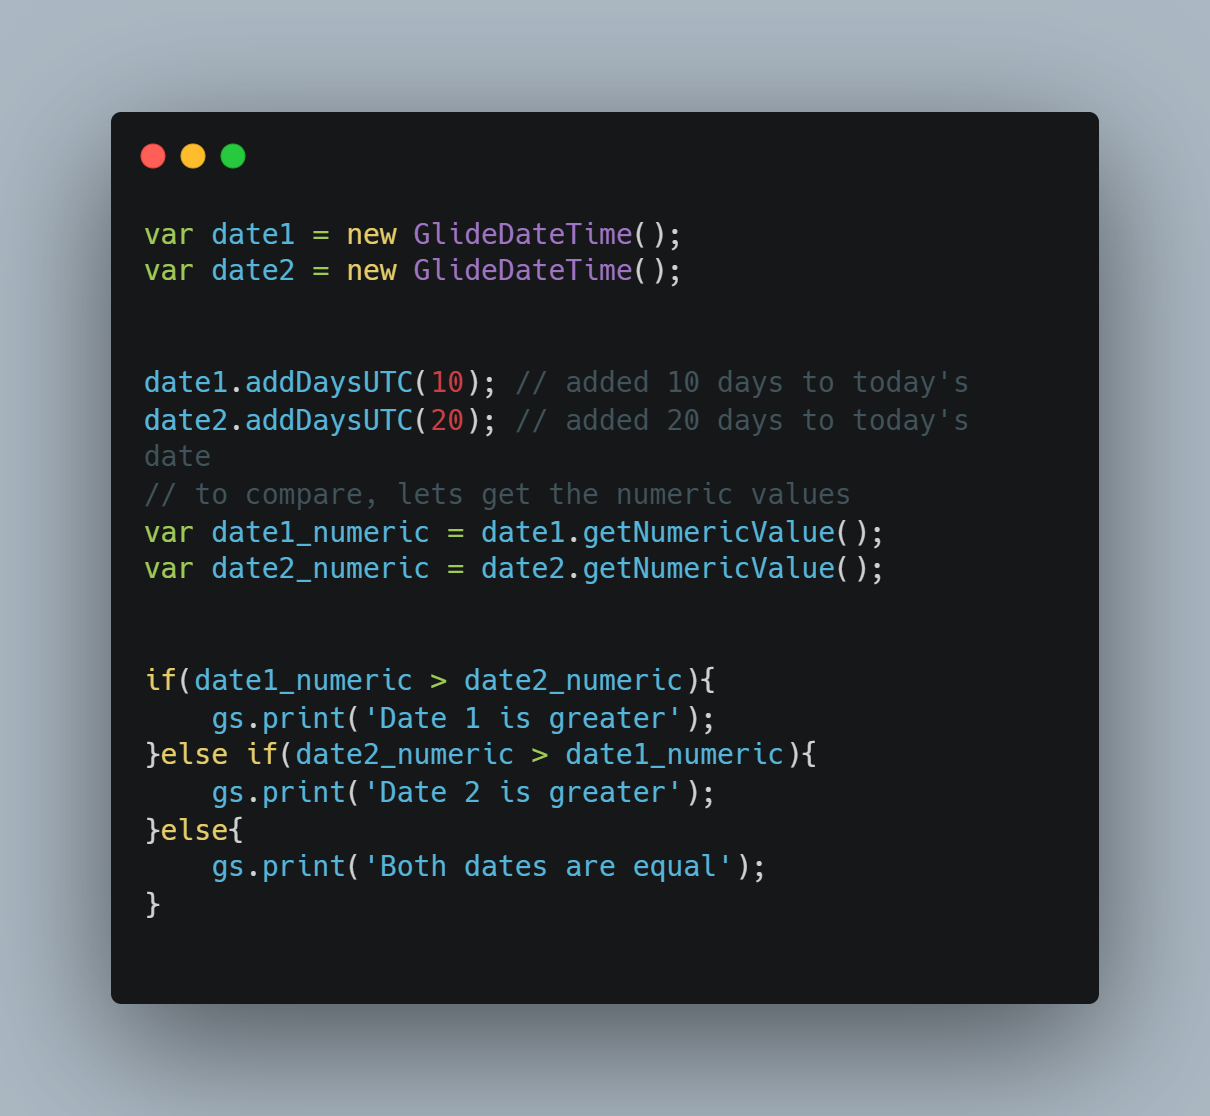 var date1 = new GlideDateTime();
var date2 = new GlideDateTime();
date1.addDaysUTC(10); // added 10 days to today's
date2.addDaysUTC(20); // added 20 days to today's
date
// to compare, lets get the numeric values
var date1_numeric = date1.getNumericValue();
var date2_numeric = date2.getNumericValue();
if(date1_numeric > date2_numeric){
    gs.print('Date 1 is greater');
}else if(date2_numeric > date1_numeric){
    gs.print('Date 2 is greater');
}else{
    gs.print('Both dates are equal');
}